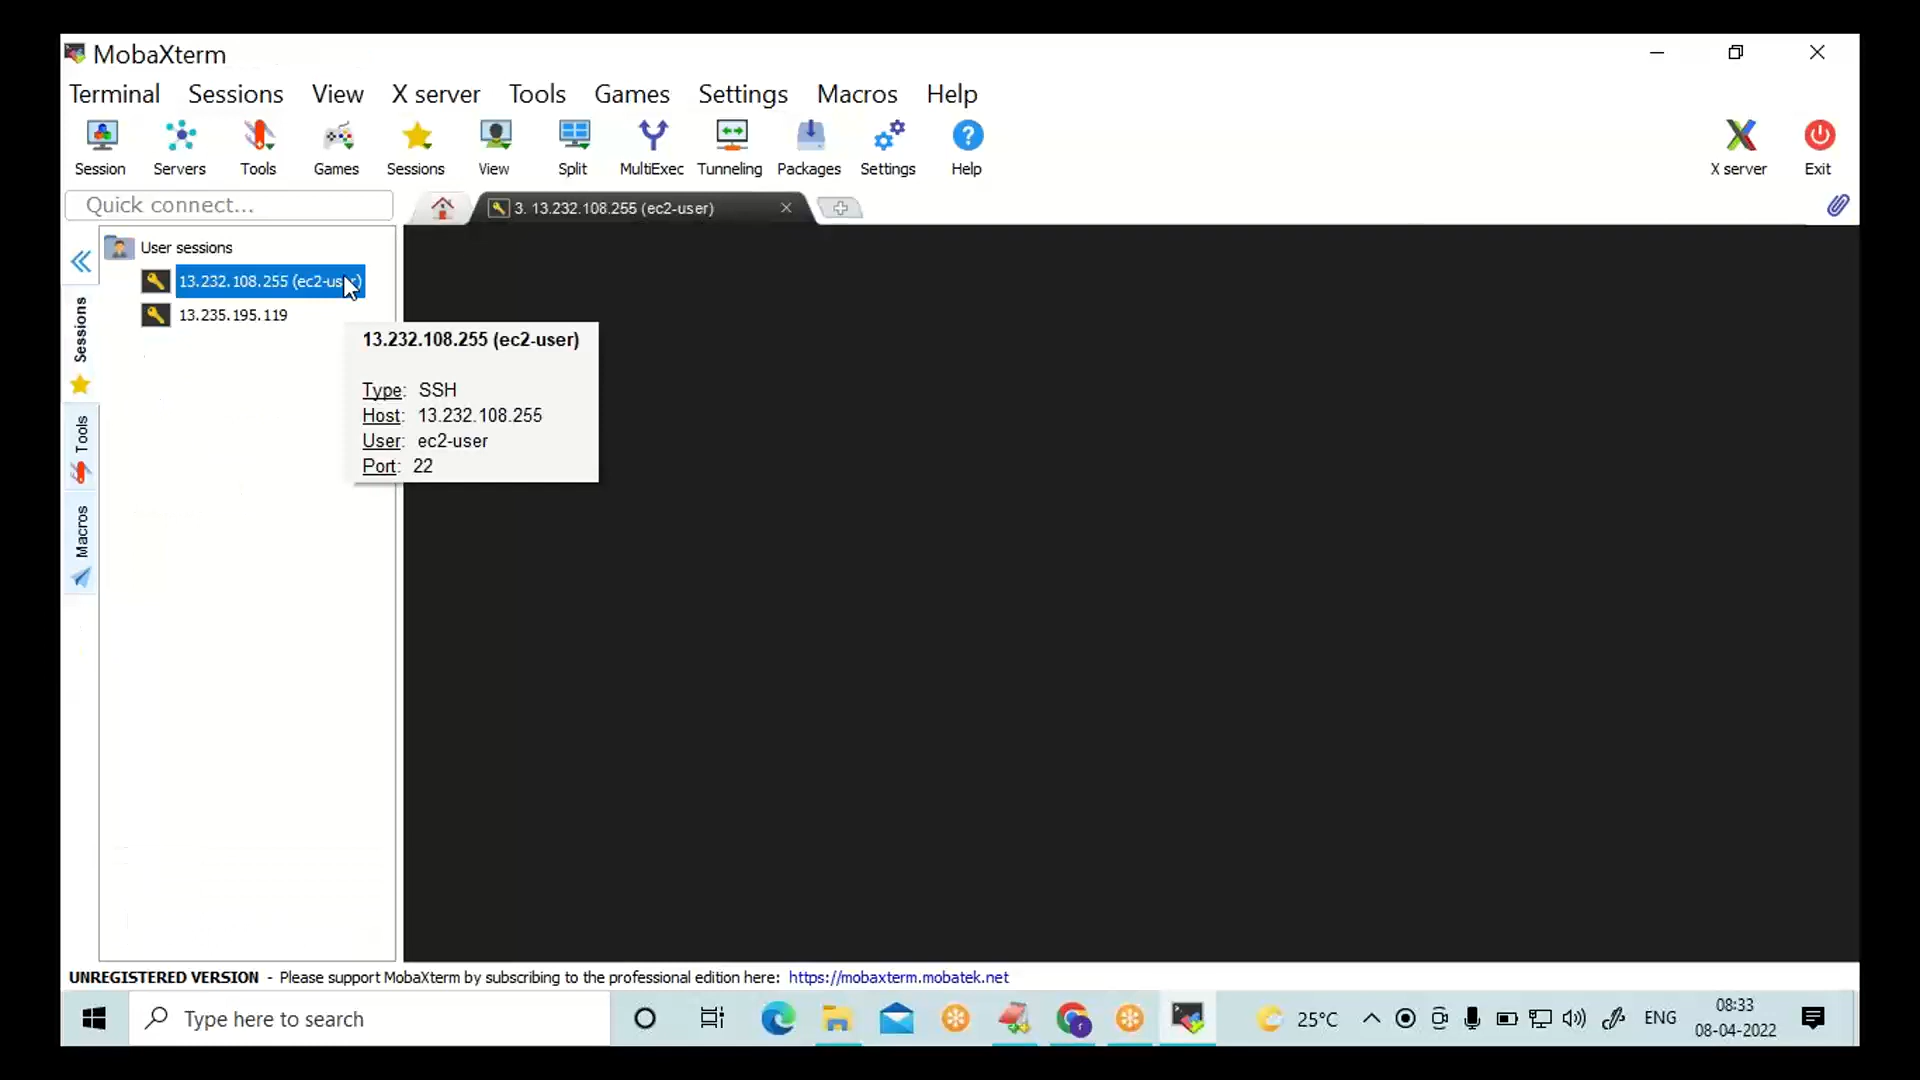 MobaXterm
Terminal Sessions View X server Tools Games Settings Macros Help
Session Servers Tools Games Sessions View Split MultiExec Tunneling Packages Settings Help X server Exit
Quick connect...
3. 13.232.108.255 (ec2-user)
User sessions
13.232.108.255 (ec2-user)
13.235.195.119
Sessions
Tools
Macros
13.232.108.255 (ec2-user)
Type: SSH
Host: 13.232.108.255
User: ec2-user
Port: 22
UNREGISTERED VERSION - Please support MobaXterm by subscribing to the professional edition here: https://mobaxterm.mobatek.net
Type here to search
25°C
ENG
08:33
08-04-2022